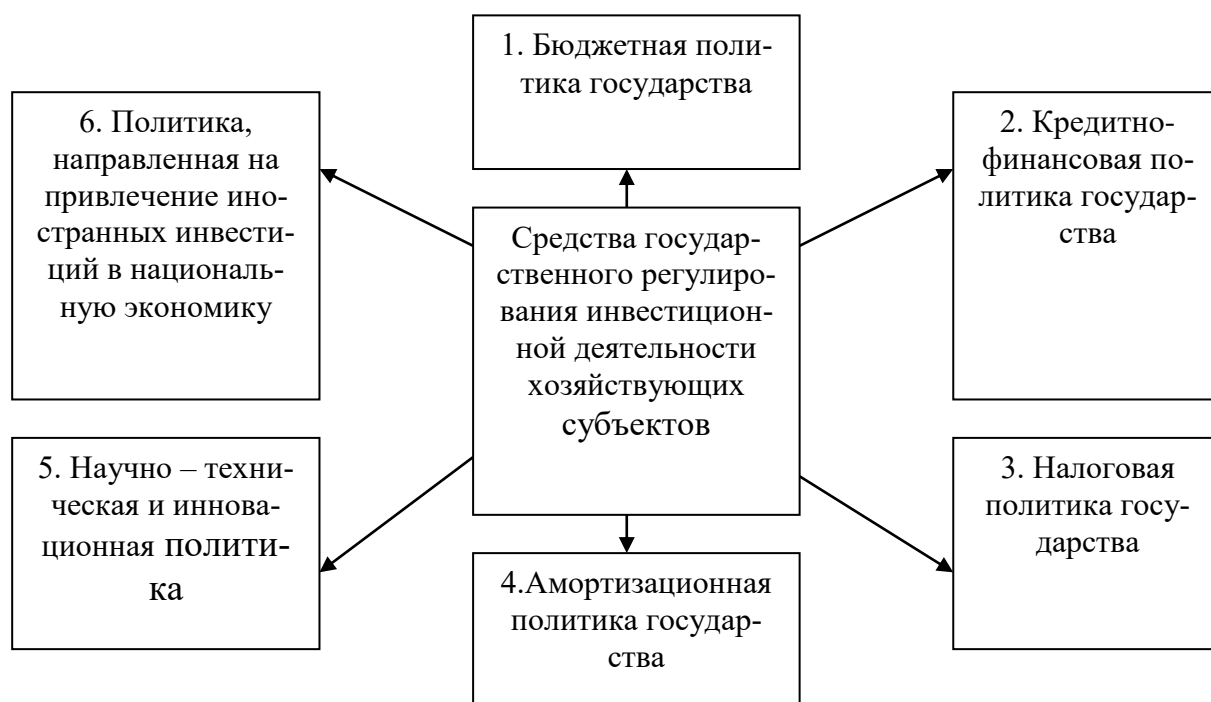 1. Бюджетная поли-
тика государства
6. Политика,
направленная на
привлечение ино-
странных инвести-
ций в националь-
ную экономику
2. Кредитно-
финансовая по-
литика государ-
ства
Средства государ-
ственного регулиро-
вания инвестицион-
ной деятельности
хозяйствующих
субъектов
5. Научно – техни-
ческая и иннова-
ционная полити-
ка
3. Налоговая
политика госу-
дарства
4.Амортизационная
политика государ-
ства